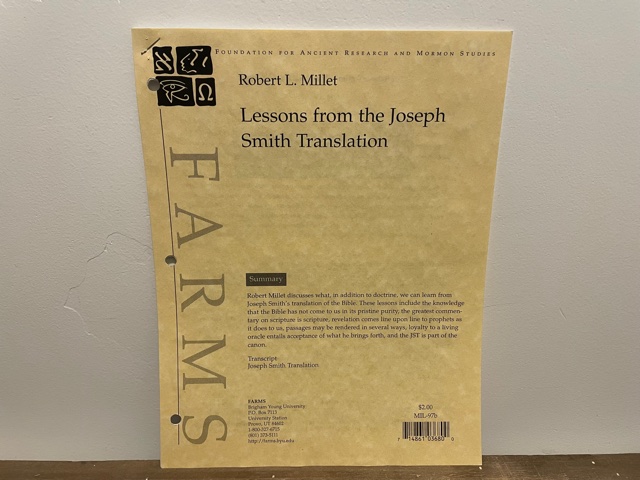 FOUNDATION FOR ANCIENT RESEARCH AND MORMON STUDIES
Robert L. Millet
Lessons from the Joseph
Smith Translation
FARMS
Summary
Robert Millet discusses what, in addition to doctrine, we can learn from
Joseph Smith's translation of the Bible. These lessons include the knowledge
that the Bible has not come to us in its pristine purity, the greatest commen-
tary on scripture is scripture, revelation comes line upon line to prophets as
it does to us, passages may be rendered in several ways, loyalty to a living
oracle entails acceptance of what he brings forth, and the JST is part of the
canon.
Transcript
Joseph Smith Translation
FARMS
Brigham Young University
P.O. Box 7113
University Station
Provo, UT 84602
(801) 373-5111
http://farms.byu.edu
$2.00
MIL-97b
7 14861 03680 0